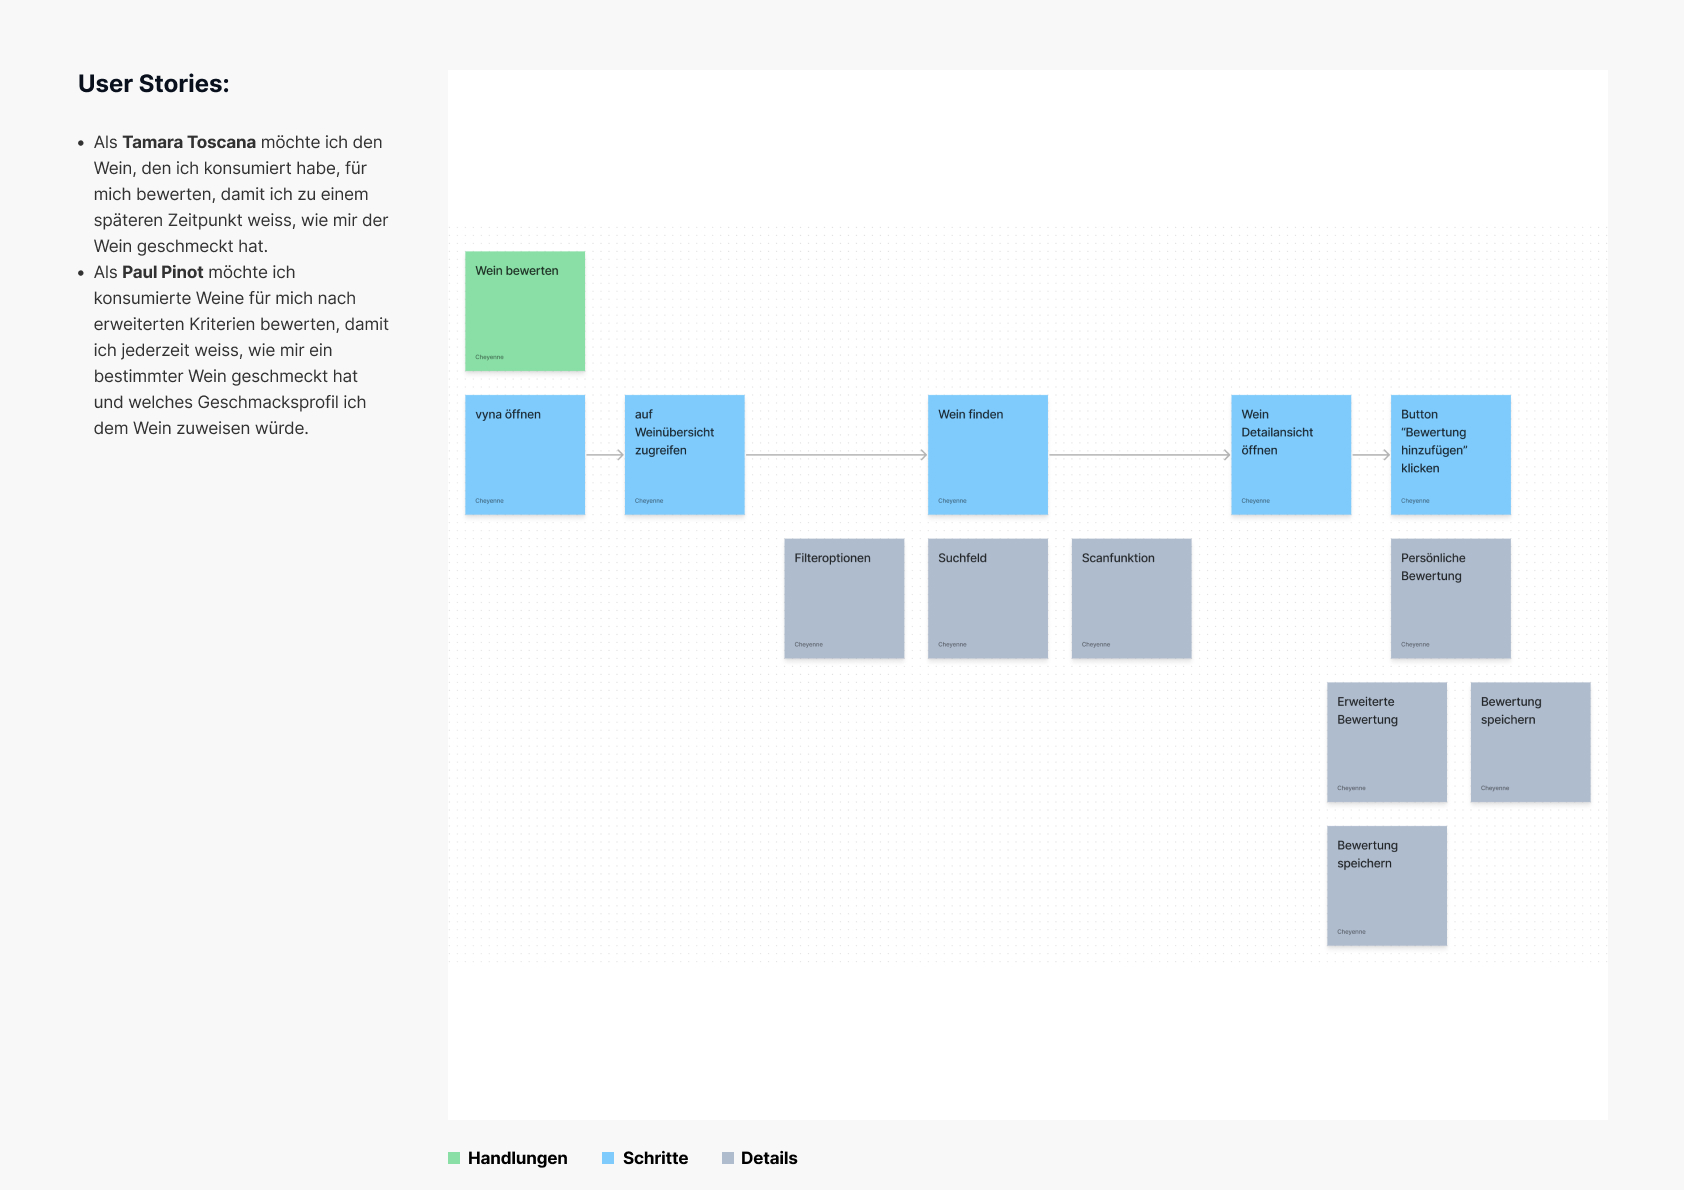 User Stories:
• Als Tamara Toscana möchte ich den
Wein, den ich konsumiert habe, für
mich bewerten, damit ich zu einem
späteren Zeitpunkt weiss, wie mir der
Wein geschmeckt hat.
• Als Paul Pinot möchte ich
konsumierte Weine für mich nach
erweiterten Kriterien bewerten, damit
ich jederzeit weiss, wie mir ein
bestimmter Wein geschmeckt hat
und welches Geschmacksprofil ich
dem Wein zuweisen würde.
Wein bewerten
Cheyenne
vyna öffnen
Cheyenne
auf
Weinübersicht
zugreifen
Cheyenne
Wein finden
Cheyenne
Wein
Detailansicht
öffnen
Cheyenne
Button
“Bewertung
hinzufügen”
klicken
Cheyenne
Filteroptionen
Cheyenne
Suchfeld
Cheyenne
Scanfunktion
Cheyenne
Persönliche
Bewertung
Cheyenne
Erweiterte
Bewertung
Cheyenne
Bewertung
speichern
Cheyenne
Bewertung
speichern
Cheyenne
Handlungen
Schritte
Details